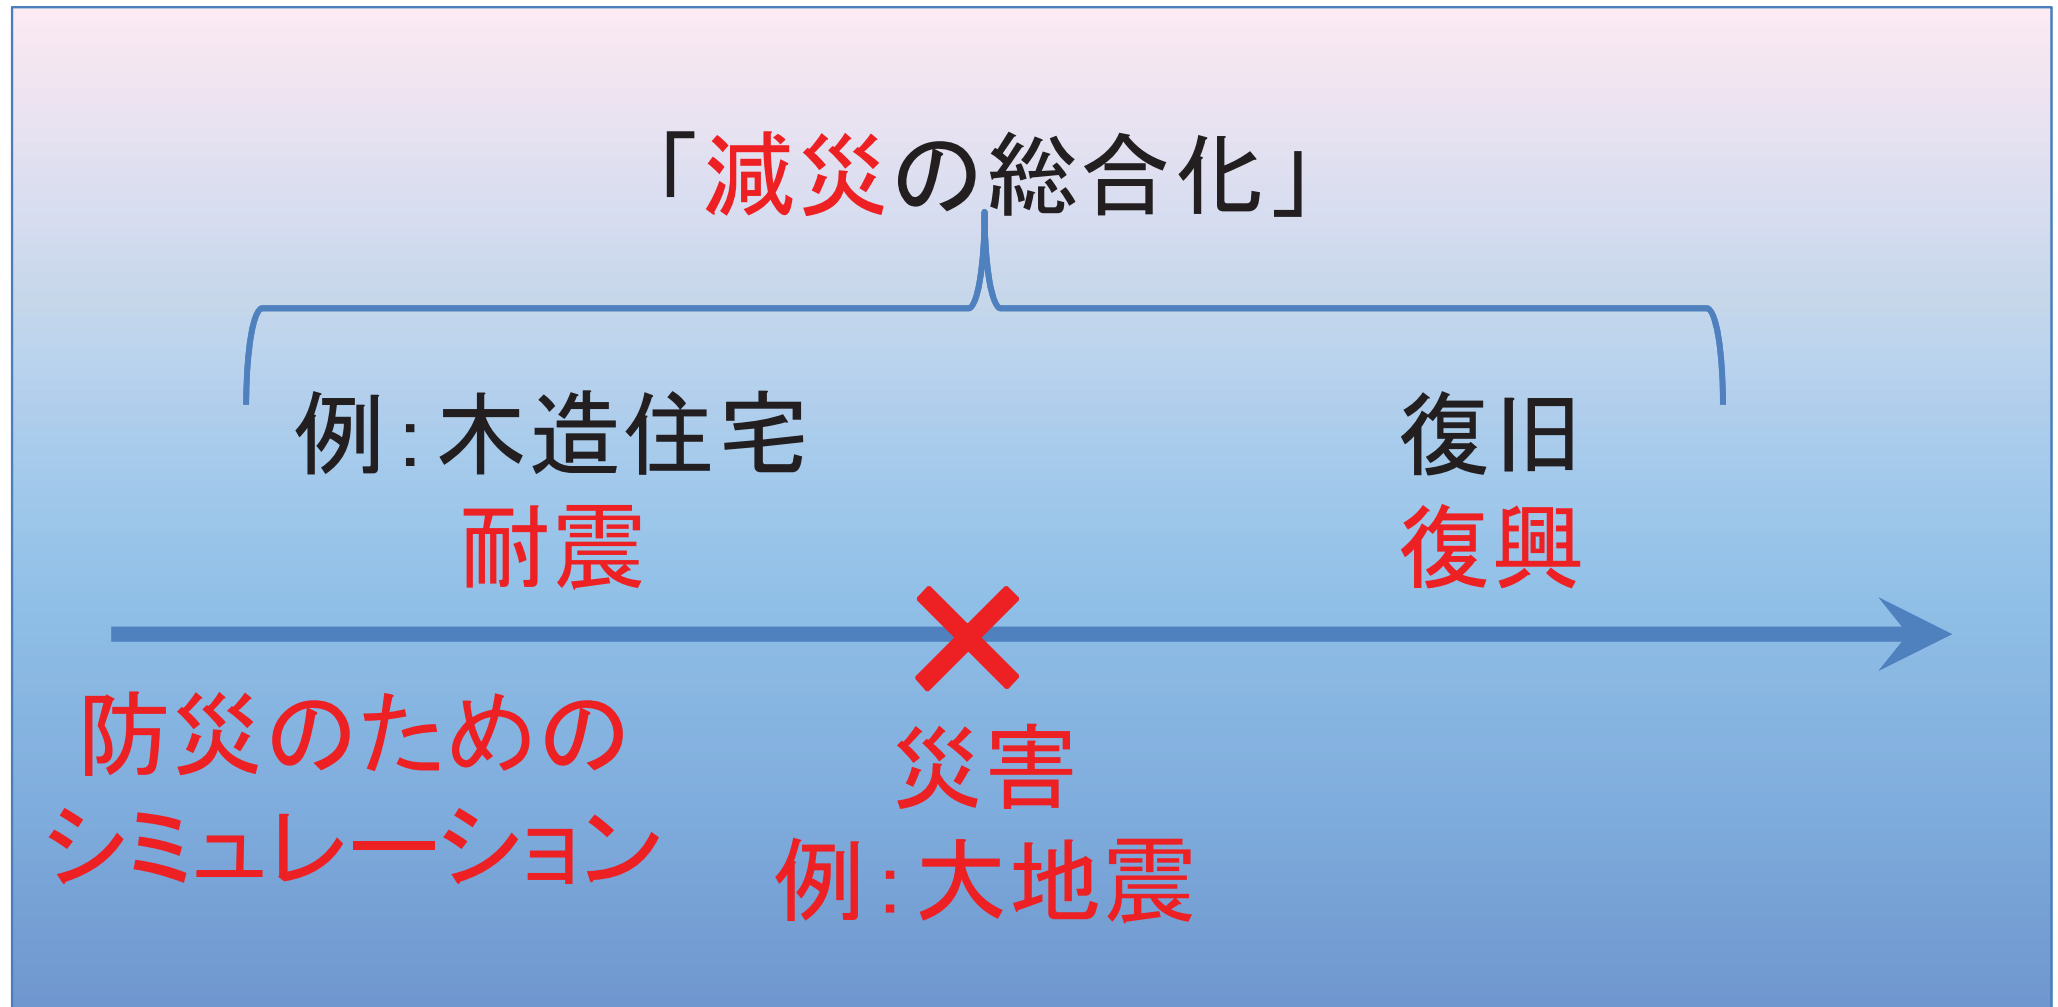 「減災の総合化」
例：木造住宅
耐震
復旧
復興
防災のための
シミュレーション
災害
例：大地震